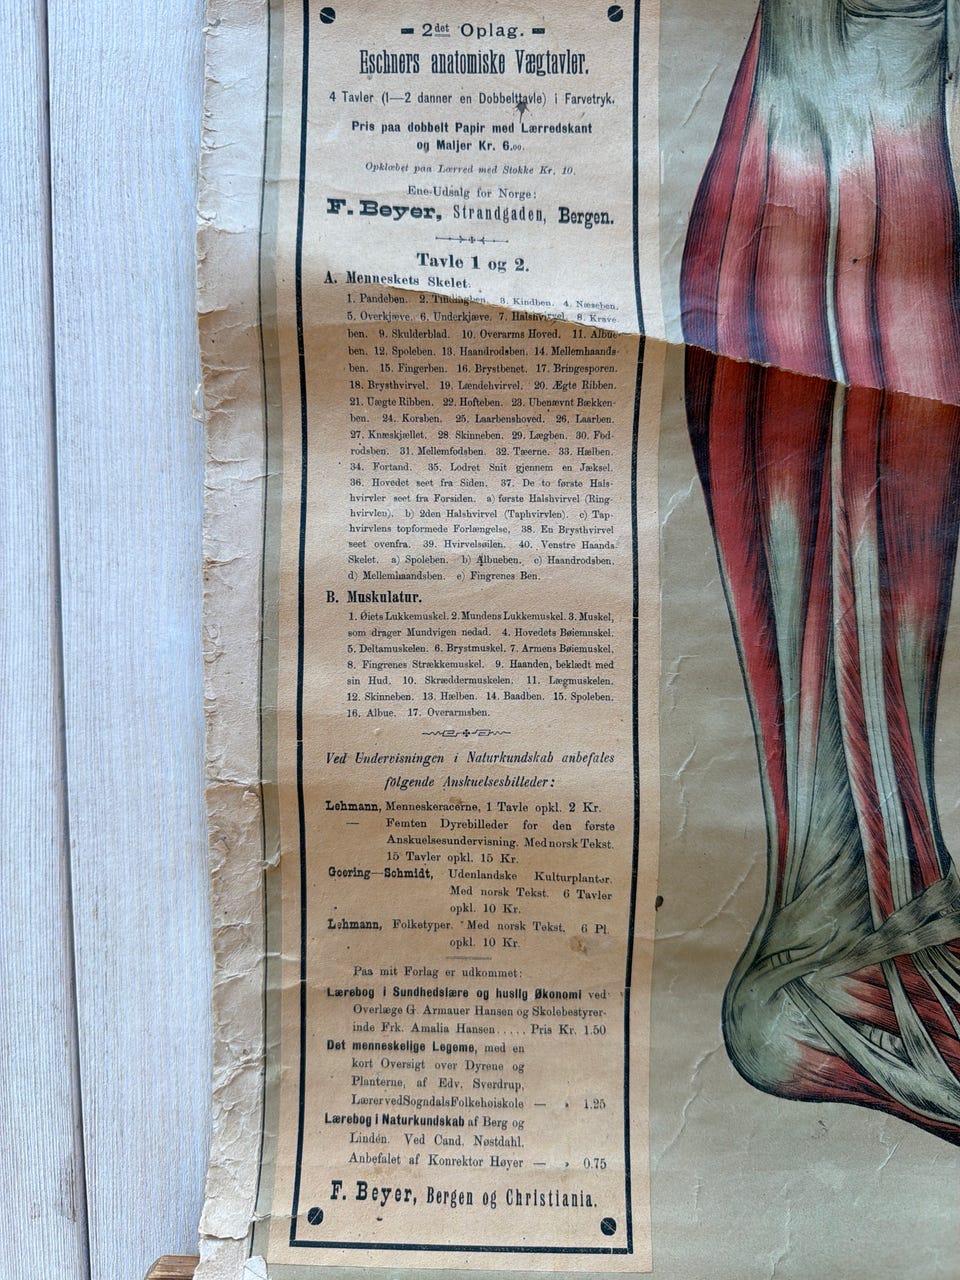 2det Oplag.
Eschners anatomiske Vægtavler.
4 Tavler (1—2 danner en Dobbelttavle) i Farvetryk.
Pris paa dobbelt Papir med Lærredskant
og Maljer Kr. 6.00.
Opklæbet paa Lærred med Stokke Kr. 10.
Ene-Udsalg for Norge:
F. Beyer, Strandgaden, Bergen.
Tavle 1 og 2.
A. Menneskets Skelet.
1. Pandeben. 2. Tindingben. 3. Kindben. 4. Næseben.
5. Overkjæve. 6. Underkjæve. 7. Halshvirvel. 8. Krave-
ben. 9. Skulderblad. 10. Overarms Hoved. 11. Albue-
ben. 12. Spoleben. 13. Haandrodsben. 14. Mellemhaands-
ben. 15. Fingerben. 16. Brystbenet. 17. Bringesporen.
18. Brysthvirvel. 19. Lændehvirvel. 20. Ægte Ribben.
21. Uægte Ribben. 22. Hofteben. 23. Ubenævnt Bækken-
ben. 24. Korsben. 25. Laarbenshoved. 26. Laarben.
27. Knæskjællet. 28. Skinneben. 29. Lægben. 30. Fod-
rodsben. 31. Mellemfodsben. 32. Tæerne. 33. Hælben.
34. Fortand. 35. Lodret Snit gjennem en Jæksel.
36. Hovedet seet fra Siden. 37. De to første Hals-
hvirvler seet fra Forsiden. a) første Halshvirvel (Ring-
hvirvlen). b) 2den Halshvirvel (Taphvirvlen). c) Tap-
hvirvlens topformede Forlængelse. 38. En Brysthvirvel
seet ovenfra. 39. Hvirvelsøilen. 40. Venstre Haands
Skelet. a) Spoleben. b) Albueben. c) Haandrodsben.
d) Mellemhaandsben. e) Fingrenes Ben.
B. Muskulatur.
1. Øiets Lukkemuskel. 2. Mundens Lukkemuskel. 3. Muskel,
som drager Mundvigen nedad. 4. Hovedets Bøiemuskel.
5. Deltamuskelen. 6. Brystmuskel. 7. Armens Bøiemuskel.
8. Fingrenes Strækkemuskel. 9. Haanden, beklædt med
sin Hud. 10. Skræddermuskelen. 11. Lægmuskelen.
12. Skinneben. 13. Hælben. 14. Baadben. 15. Spoleben.
16. Albue. 17. Overarmsben.
Ved Undervisningen i Naturkundskab anbefales
følgende Anskuelsesbilleder:
Lehmann, Menneskeracerne, 1 Tavle opkl. 2 Kr.
— Femten Dyrebilleder for den første
Anskuelsesundervisning. Med norsk Tekst.
15 Tavler opkl. 15 Kr.
Goering—Schmidt, Udenlandske Kulturplanter.
Med norsk Tekst. 6 Tavler
opkl. 10 Kr.
Lehmann, Folketyper. Med norsk Tekst. 6 Pl.
opkl. 10 Kr.
Paa mit Forlag er udkommet:
Lærebog i Sundhedslære og huslig Økonomi ved
Overlæge G. Armauer Hansen og Skolebestyrer-
inde Frk. Amalia Hansen..... Pris Kr. 1.50
Det menneskelige Legeme, med en
kort Oversigt over Dyrene og
Planterne, af Edv. Sverdrup,
Lærer ved Sogndals Folkehøiskole — „ 1.25
Lærebog i Naturkundskab af Berg og
Lindén. Ved Cand. Nøstdahl.
Anbefalet af Konrektor Høyer — „ 0.75
F. Beyer, Bergen og Christiania.